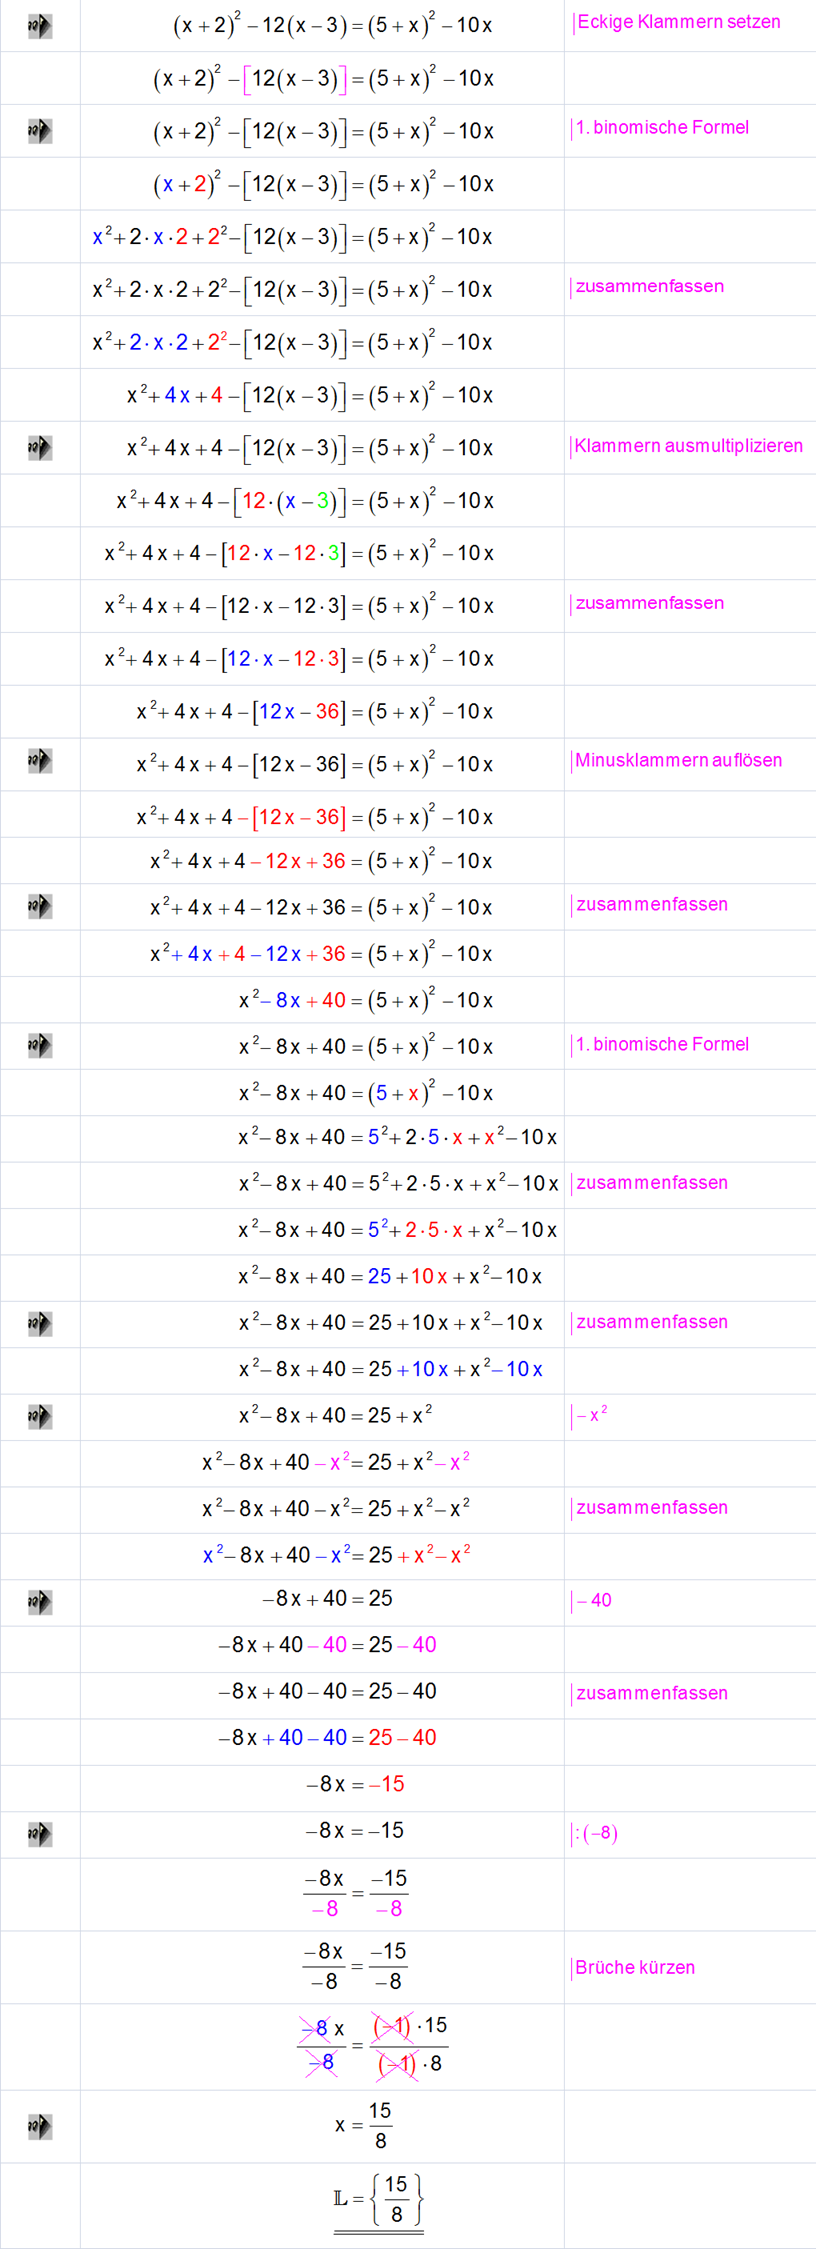 (x + 2)² − 12(x − 3) = (5 + x)² − 10x |Eckige Klammern setzen
(x + 2)² − [12(x − 3)] = (5 + x)² − 10x
(x + 2)² − [12(x − 3)] = (5 + x)² − 10x |1. binomische Formel
(x + 2)² − [12(x − 3)] = (5 + x)² − 10x
x² + 2 · x · 2 + 2² − [12(x − 3)] = (5 + x)² − 10x
x² + 2 · x · 2 + 2² − [12(x − 3)] = (5 + x)² − 10x |zusammenfassen
x² + 2 · x · 2 + 2² − [12(x − 3)] = (5 + x)² − 10x
x² + 4x + 4 − [12(x − 3)] = (5 + x)² − 10x
x² + 4x + 4 − [12(x − 3)] = (5 + x)² − 10x |Klammern ausmultiplizieren
x² + 4x + 4 − [12 · (x − 3)] = (5 + x)² − 10x
x² + 4x + 4 − [12 · x − 12 · 3] = (5 + x)² − 10x
x² + 4x + 4 − [12 · x − 12 · 3] = (5 + x)² − 10x |zusammenfassen
x² + 4x + 4 − [12 · x − 12 · 3] = (5 + x)² − 10x
x² + 4x + 4 − [12x − 36] = (5 + x)² − 10x
x² + 4x + 4 − [12x − 36] = (5 + x)² − 10x |Minusklammern auflösen
x² + 4x + 4 − [12x − 36] = (5 + x)² − 10x
x² + 4x + 4 − 12x + 36 = (5 + x)² − 10x
x² + 4x + 4 − 12x + 36 = (5 + x)² − 10x |zusammenfassen
x² + 4x + 4 − 12x + 36 = (5 + x)² − 10x
x² − 8x + 40 = (5 + x)² − 10x
x² − 8x + 40 = (5 + x)² − 10x |1. binomische Formel
x² − 8x + 40 = (5 + x)² − 10x
x² − 8x + 40 = 5² + 2 · 5 · x + x² − 10x
x² − 8x + 40 = 5² + 2 · 5 · x + x² − 10x |zusammenfassen
x² − 8x + 40 = 5² + 2 · 5 · x + x² − 10x
x² − 8x + 40 = 25 + 10x + x² − 10x
x² − 8x + 40 = 25 + 10x + x² − 10x |zusammenfassen
x² − 8x + 40 = 25 + 10x + x² − 10x
x² − 8x + 40 = 25 + x² |− x²
x² − 8x + 40 − x² = 25 + x² − x²
x² − 8x + 40 − x² = 25 + x² − x² |zusammenfassen
x² − 8x + 40 − x² = 25 + x² − x²
−8x + 40 = 25 |− 40
−8x + 40 − 40 = 25 − 40
−8x + 40 − 40 = 25 − 40 |zusammenfassen
−8x + 40 − 40 = 25 − 40
−8x = −15
−8x = −15 |: (−8)
−8x/−8 = −15/−8
−8x/−8 = −15/−8 |Brüche kürzen
−8 x/−8 = (−1) · 15/(−1) · 8
x = 15/8
𝕃 = {15/8}